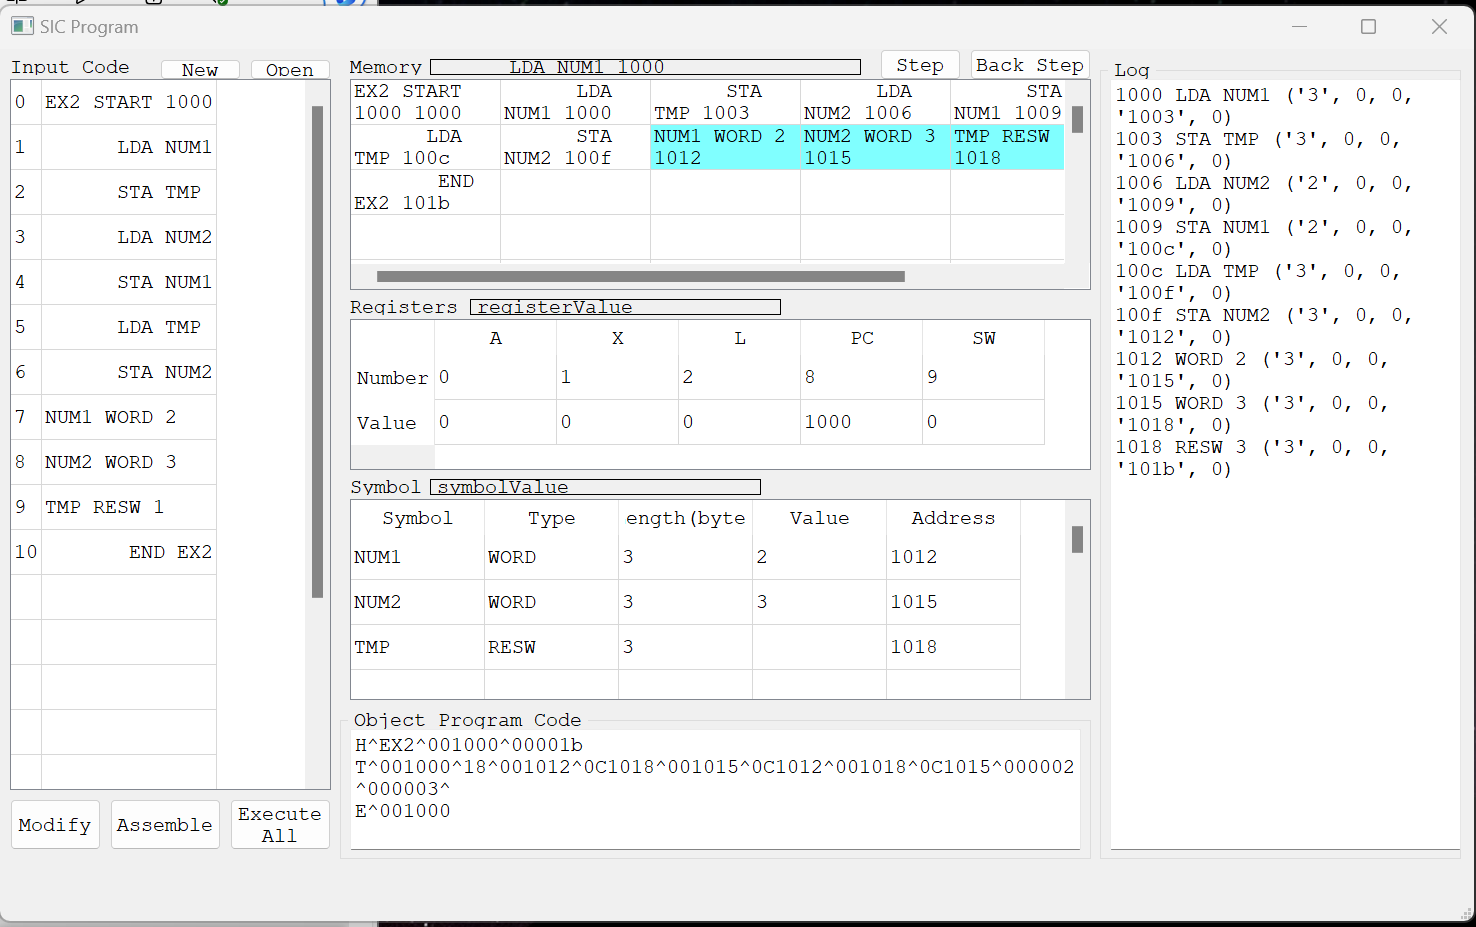 SIC Program
Input Code
New
Open
0 EX2 START 1000
1 LDA NUM1
2 STA TMP
3 LDA NUM2
4 STA NUM1
5 LDA TMP
6 STA NUM2
7 NUM1 WORD 2
8 NUM2 WORD 3
9 TMP RESW 1
10 END EX2
Modify
Assemble
Execute
All
Memory
LDA NUM1 1000
Step
Back Step
EX2 START LDA STA LDA STA
1000 1000 NUM1 1000 TMP 1003 NUM2 1006 NUM1 1009
LDA STA NUM1 WORD 2 NUM2 WORD 3 TMP RESW
TMP 100c NUM2 100f 1012 1015 1018
END
EX2 101b
Registers
registerValue
A X L PC SW
Number 0 1 2 8 9
Value 0 0 0 1000 0
Symbol
symbolValue
Symbol Type ength(byte Value Address
NUM1 WORD 3 2 1012
NUM2 WORD 3 3 1015
TMP RESW 3 1018
Object Program Code
H^EX2^001000^00001b
T^001000^18^001012^0C1018^001015^0C1012^001018^0C1015^000002
^000003^
E^001000
Log
1000 LDA NUM1 ('3', 0, 0,
'1003', 0)
1003 STA TMP ('3', 0, 0,
'1006', 0)
1006 LDA NUM2 ('2', 0, 0,
'1009', 0)
1009 STA NUM1 ('2', 0, 0,
'100c', 0)
100c LDA TMP ('3', 0, 0,
'100f', 0)
100f STA NUM2 ('3', 0, 0,
'1012', 0)
1012 WORD 2 ('3', 0, 0,
'1015', 0)
1015 WORD 3 ('3', 0, 0,
'1018', 0)
1018 RESW 3 ('3', 0, 0,
'101b', 0)